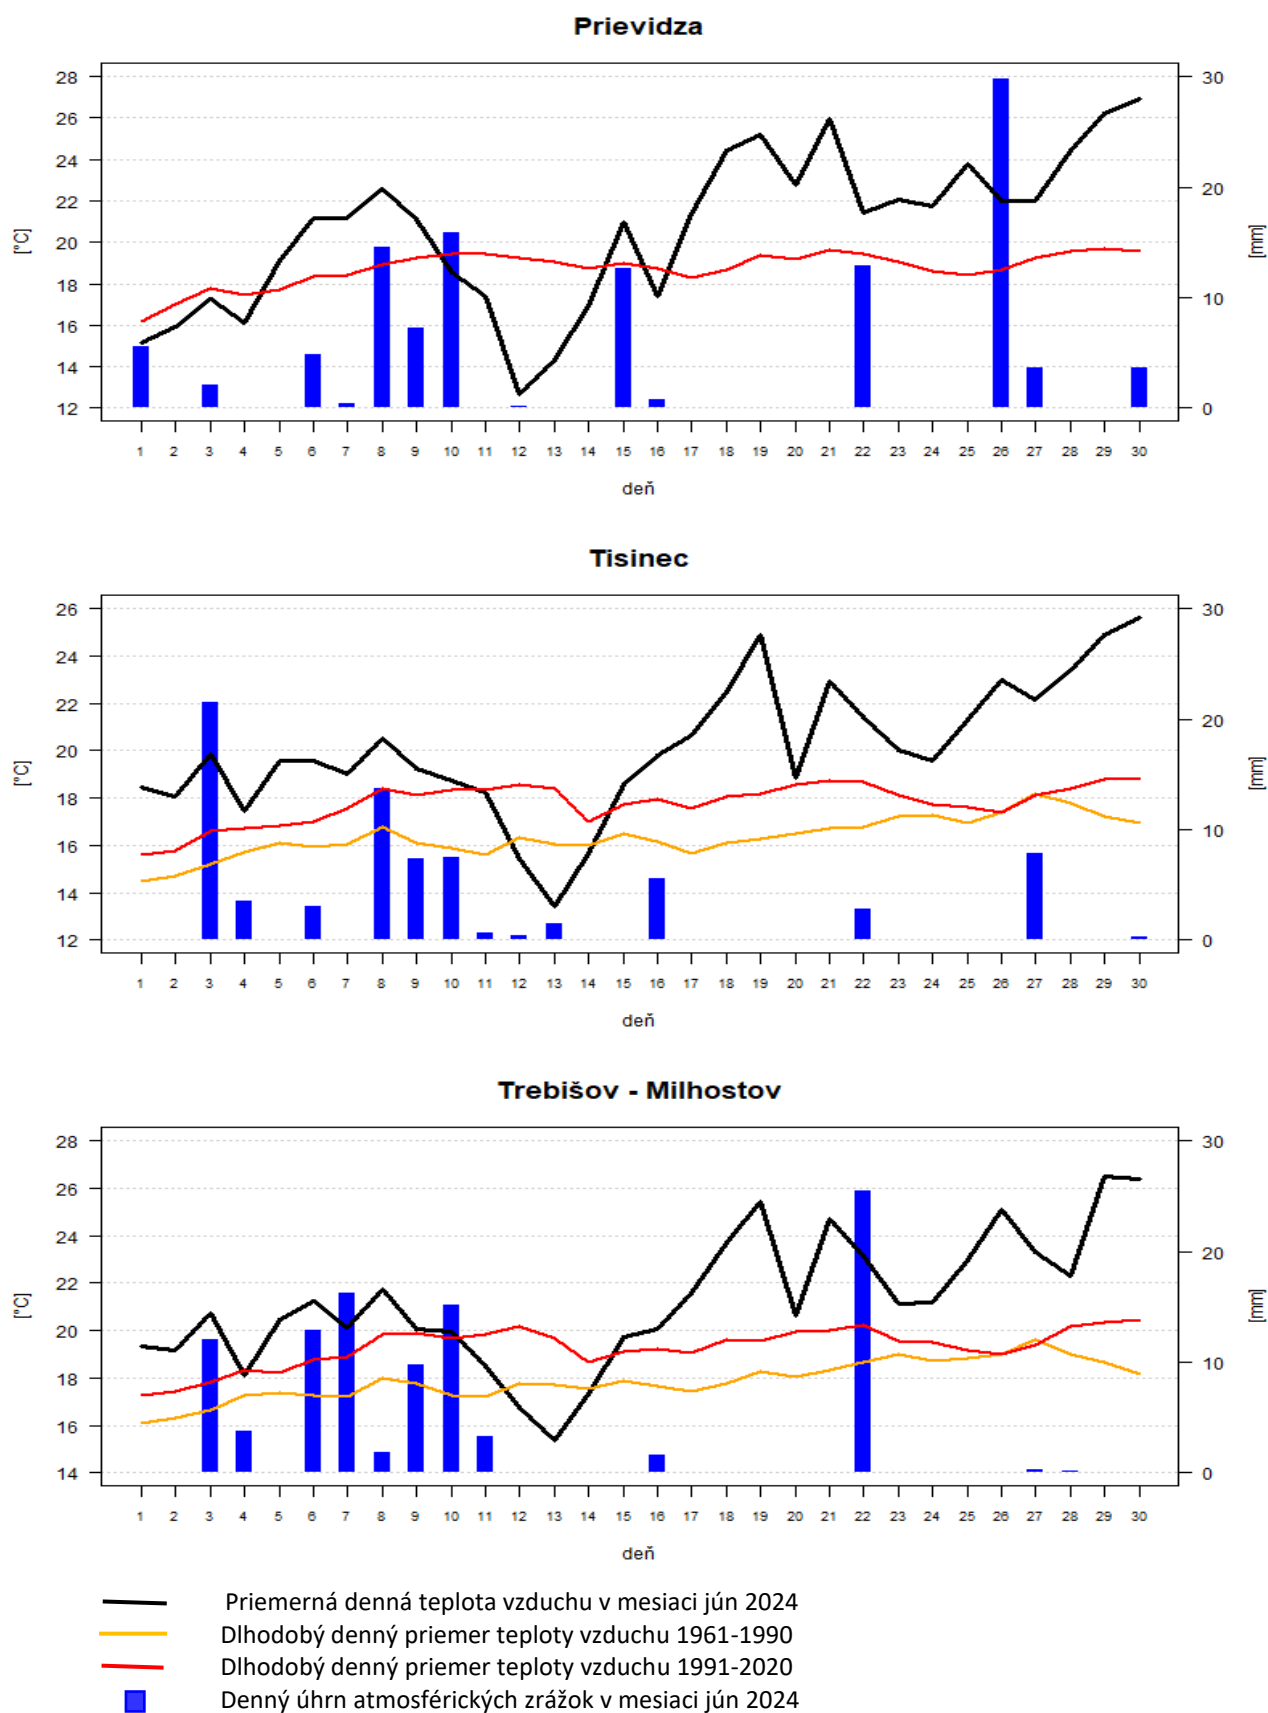 Prievidza
28
26
24
22
20
18
16
14
12
[°C]
30
20
10
0
[mm]
1 2 3 4 5 6 7 8 9 10 11 12 13 14 15 16 17 18 19 20 21 22 23 24 25 26 27 28 29 30
deň
Tisinec
26
24
22
20
18
16
14
12
[°C]
30
20
10
0
[mm]
1 2 3 4 5 6 7 8 9 10 11 12 13 14 15 16 17 18 19 20 21 22 23 24 25 26 27 28 29 30
deň
Trebišov - Milhostov
28
26
24
22
20
18
16
14
[°C]
30
20
10
0
[mm]
1 2 3 4 5 6 7 8 9 10 11 12 13 14 15 16 17 18 19 20 21 22 23 24 25 26 27 28 29 30
deň
Priemerná denná teplota vzduchu v mesiaci jún 2024
Dlhodobý denný priemer teploty vzduchu 1961-1990
Dlhodobý denný priemer teploty vzduchu 1991-2020
Denný úhrn atmosférických zrážok v mesiaci jún 2024